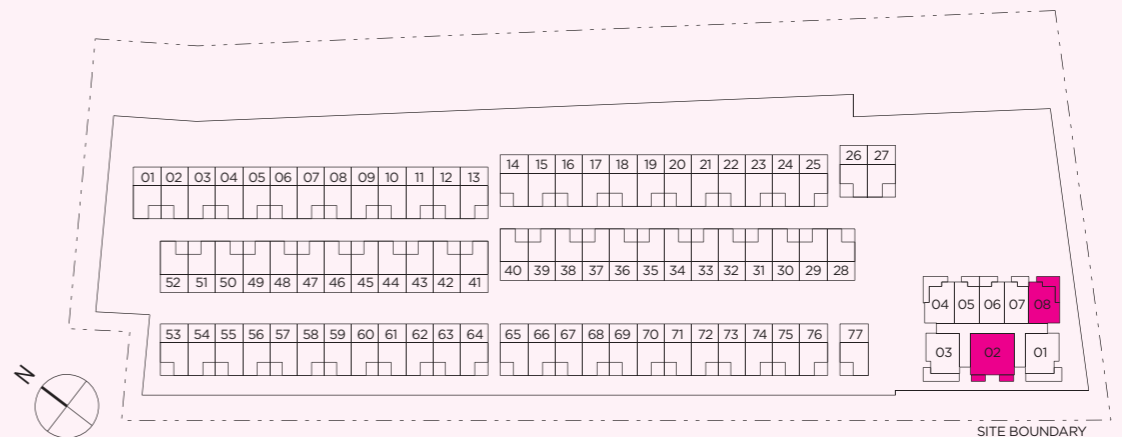 26 27
14 15 16 17 18 19 20 21 22 23 24 25
01 02 03 04 05 06 07 08 09 10 11 12 13
40 39 38 37 36 35 34 33 32 31 30 29 28
52 51 50 49 48 47 46 45 44 43 42 41
04 05 06 07 08
53 54 55 56 57 58 59 60 61 62 63 64 65 66 67 68 69 70 71 72 73 74 75 76 77
03 02 01
N
SITE BOUNDARY